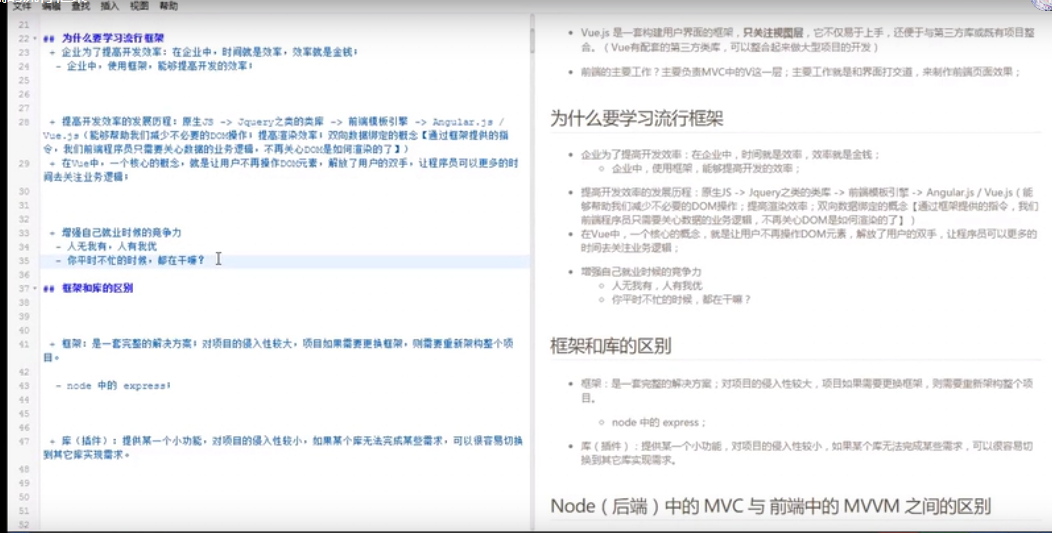 文件 编辑 查找 插入 视图 帮助
21
22 ## 为什么要学习流行框架
23 + 企业为了提高开发效率：在企业中，时间就是效率，效率就是金钱；
24 - 企业中，使用框架，能够提高开发的效率；
25
26
27
28 + 提高开发效率的发展历程：原生JS -> Jquery之类的类库 -> 前端模板引擎 -> Angular.js /
Vue.js（能够帮助我们减少不必要的DOM操作；提高渲染效率；双向数据绑定的概念【通过框架提供的指
令，我们前端程序员只需要关心数据的业务逻辑，不再关心DOM是如何渲染的了】）
29 + 在Vue中，一个核心的概念，就是让用户不再操作DOM元素，解放了用户的双手，让程序员可以更多的时
间去关注业务逻辑；
30
31
32
33 + 增强自己就业时候的竞争力
34 - 人无我有，人有我优
35 - 你平时不忙的时候，都在干嘛？
36
37 ## 框架和库的区别
38
39
40
41 + 框架：是一套完整的解决方案；对项目的侵入性较大，项目如果需要更换框架，则需要重新架构整个项
目。
42
43 - node 中的 express；
44
45
46
47 + 库（插件）：提供某一个小功能，对项目的侵入性较小，如果某个库无法完成某些需求，可以很容易切换
到其它库实现需求。
48
49
50
51
52
Vue.js 是一套构建用户界面的框架，只关注视图层，它不仅易于上手，还便于与第三方库或既有项目整
合。（Vue有配套的第三方类库，可以整合起来做大型项目的开发）
前端的主要工作？主要负责MVC中的V这一层；主要工作就是和界面打交道，来制作前端页面效果；
为什么要学习流行框架
企业为了提高开发效率：在企业中，时间就是效率，效率就是金钱；
企业中，使用框架，能够提高开发的效率；
提高开发效率的发展历程：原生JS -> Jquery之类的类库 -> 前端模板引擎 -> Angular.js / Vue.js（能
够帮助我们减少不必要的DOM操作；提高渲染效率；双向数据绑定的概念【通过框架提供的指令，我们
前端程序员只需要关心数据的业务逻辑，不再关心DOM是如何渲染的了】）
在Vue中，一个核心的概念，就是让用户不再操作DOM元素，解放了用户的双手，让程序员可以更多的
时间去关注业务逻辑；
增强自己就业时候的竞争力
人无我有，人有我优
你平时不忙的时候，都在干嘛？
框架和库的区别
框架：是一套完整的解决方案；对项目的侵入性较大，项目如果需要更换框架，则需要重新架构整个项
目。
node 中的 express；
库（插件）：提供某一个小功能，对项目的侵入性较小，如果某个库无法完成某些需求，可以很容易切
换到其它库实现需求。
Node（后端）中的 MVC 与 前端中的 MVVM 之间的区别